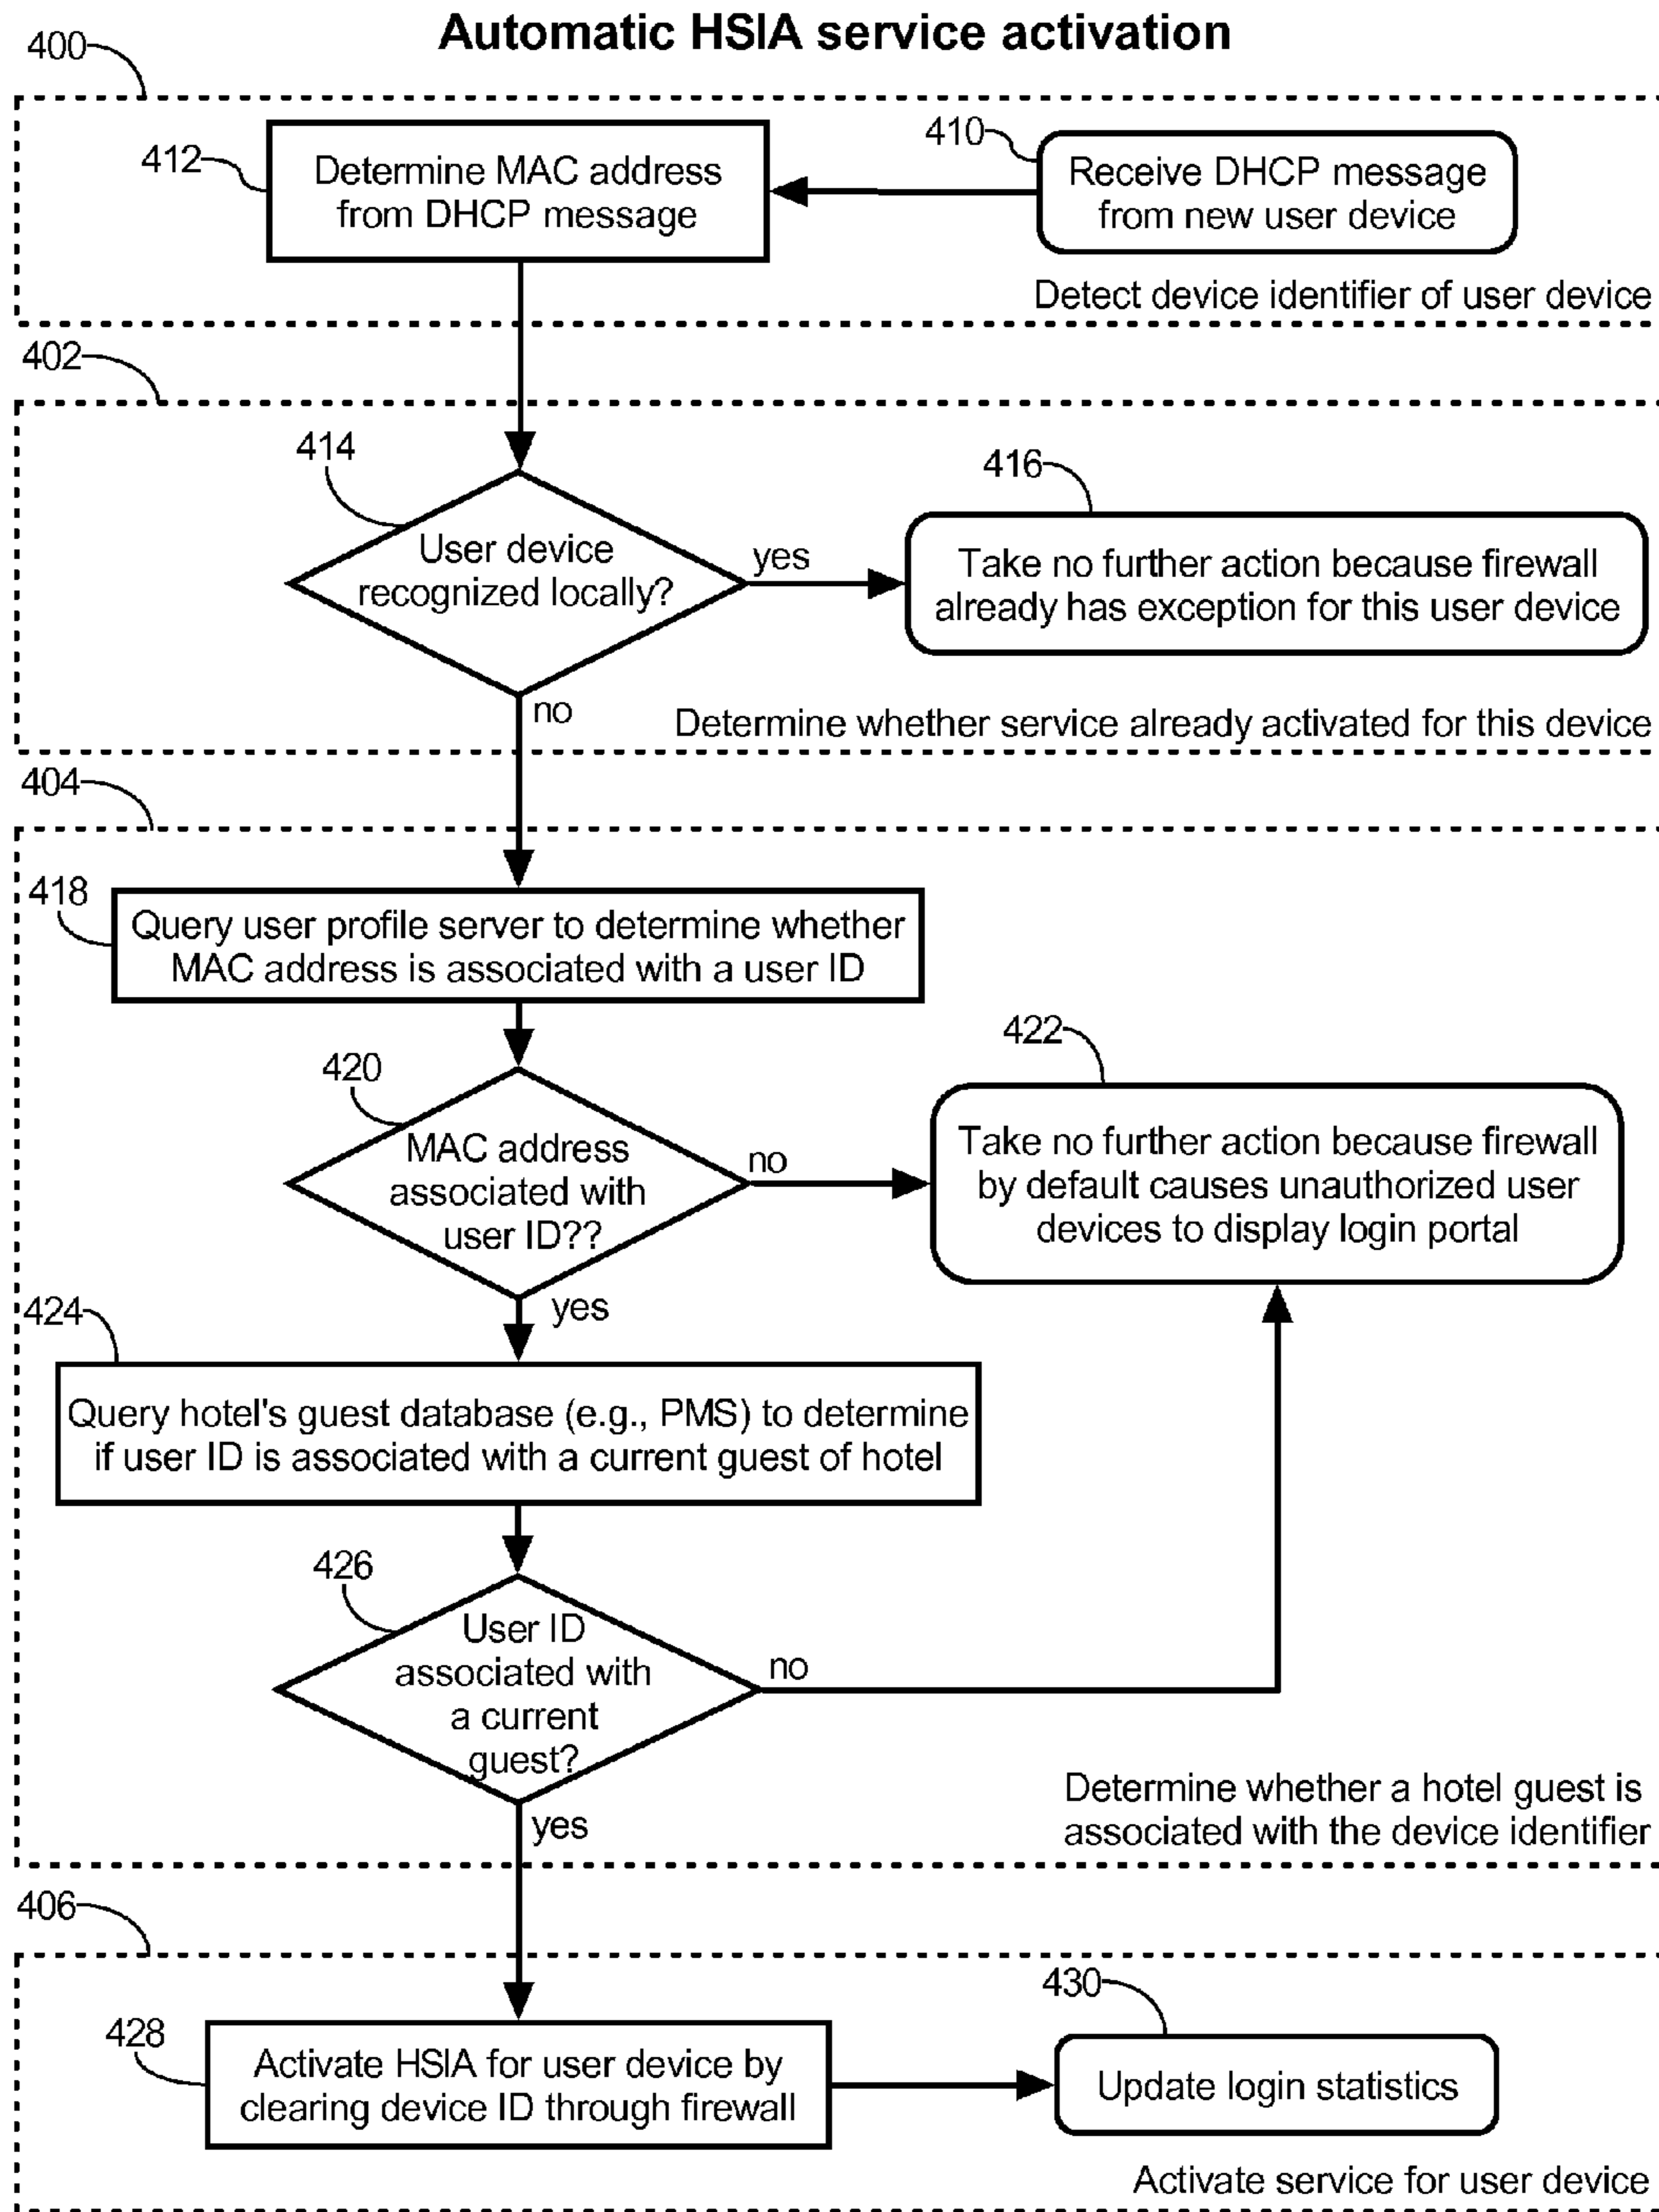 Automatic HSIA service activation
400
412
Determine MAC address
from DHCP message
410
Receive DHCP message
from new user device
Detect device identifier of user device
402
414
User device
recognized locally?
yes
416
Take no further action because firewall
already has exception for this user device
no
Determine whether service already activated for this device
404
418
Query user profile server to determine whether
MAC address is associated with a user ID
420
MAC address
associated with
user ID??
no
422
Take no further action because firewall
by default causes unauthorized user
devices to display login portal
yes
424
Query hotel's guest database (e.g., PMS) to determine
if user ID is associated with a current guest of hotel
426
User ID
associated with
a current
guest?
no
yes
Determine whether a hotel guest is
associated with the device identifier
406
428
Activate HSIA for user device by
clearing device ID through firewall
430
Update login statistics
Activate service for user device